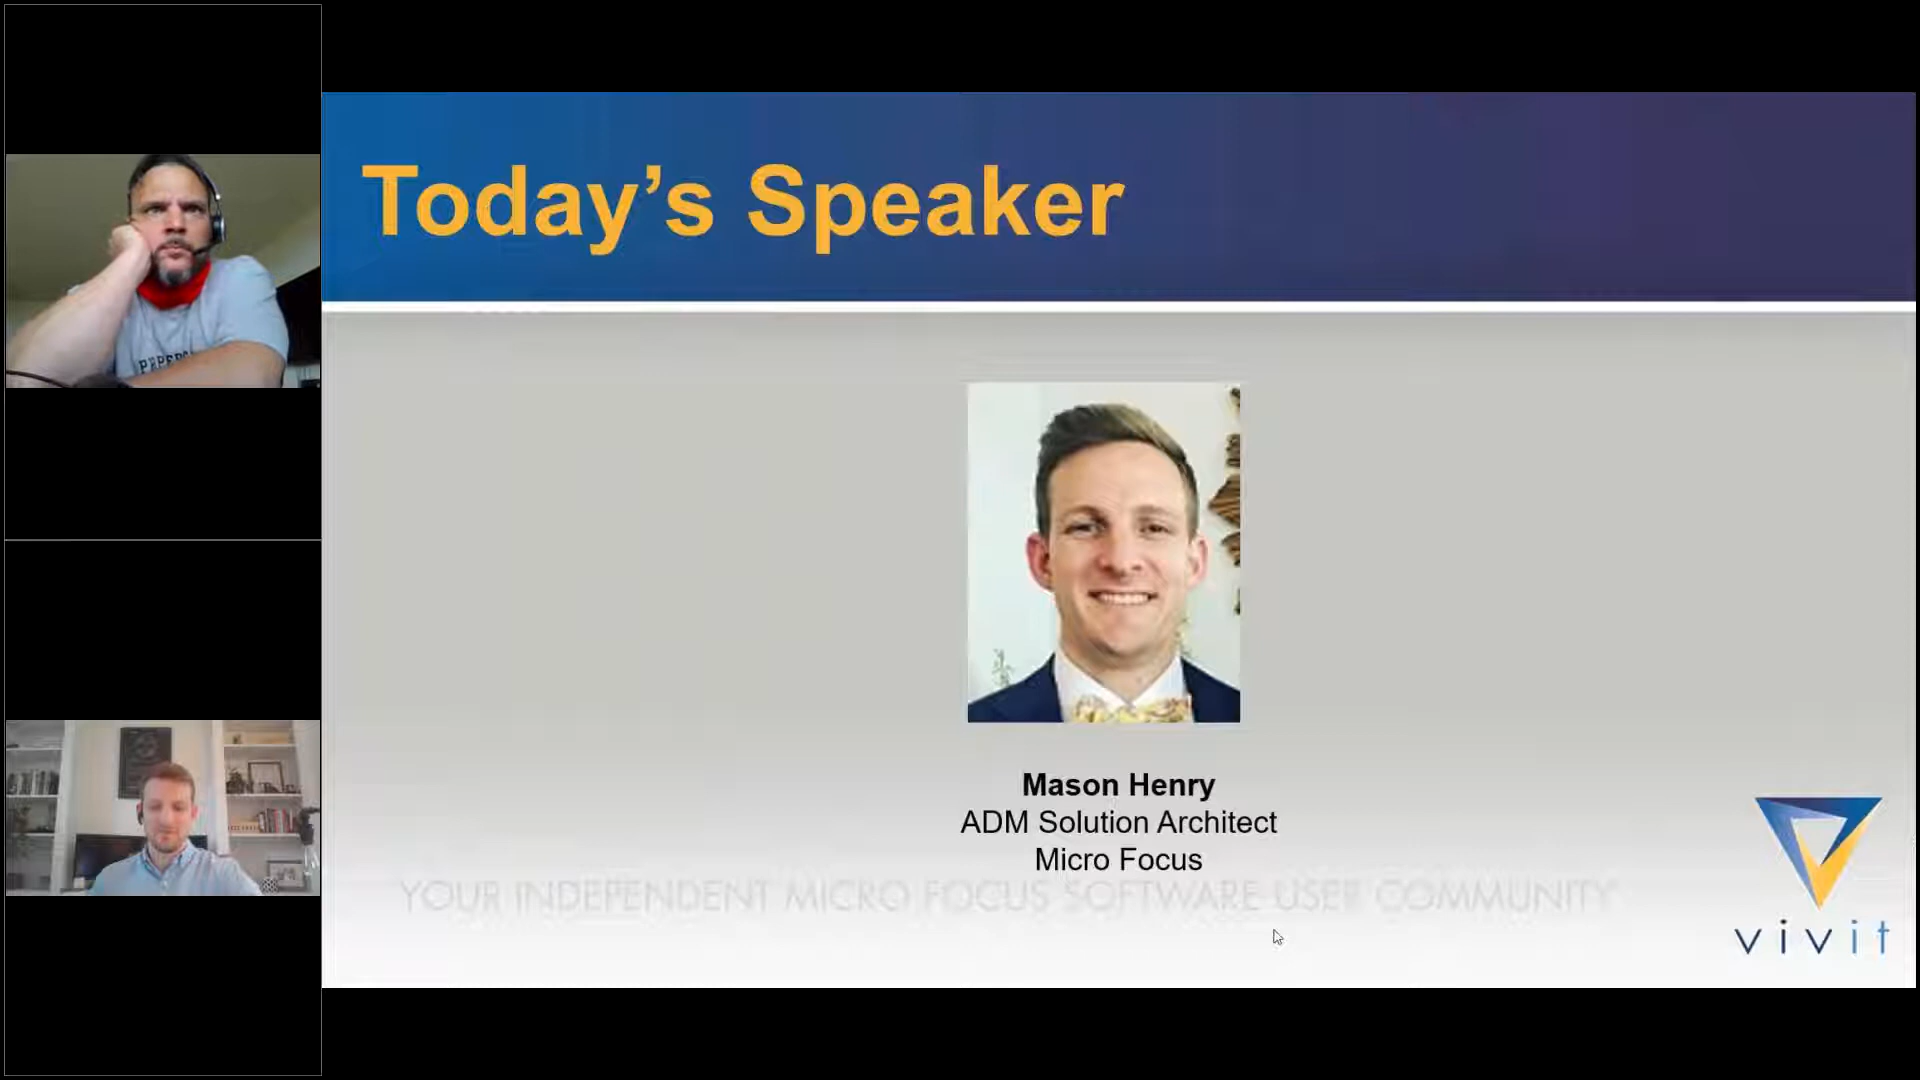 Today’s Speaker
Mason Henry
ADM Solution Architect
Micro Focus
YOUR INDEPENDENT MICRO FOCUS SOFTWARE USER COMMUNITY
vivit